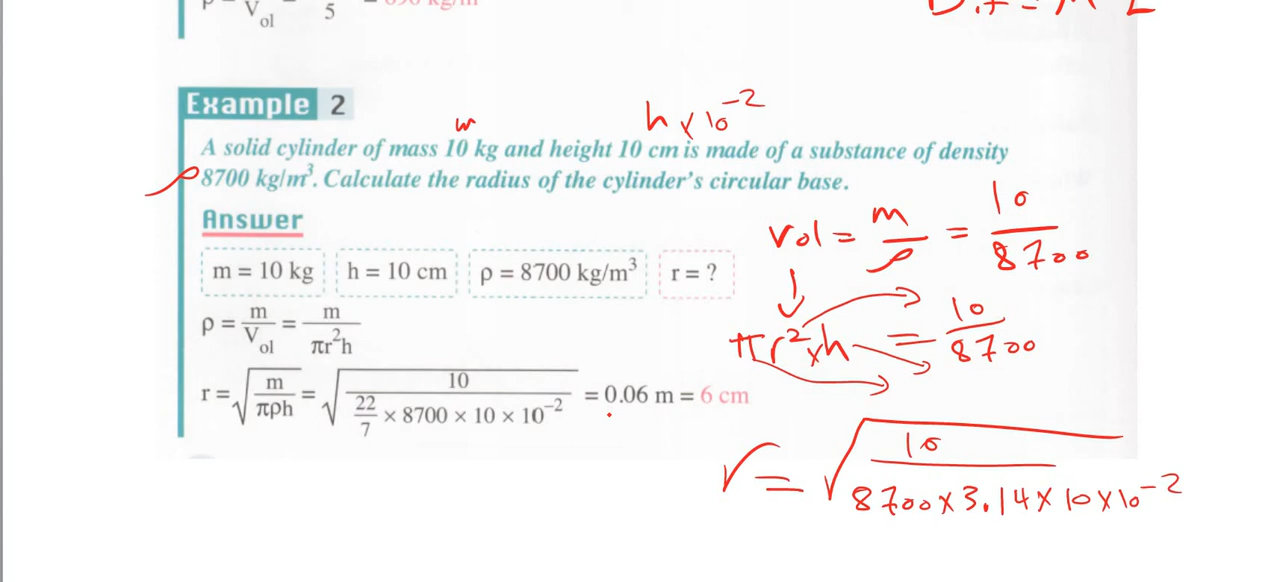 V_ol 5
Example 2
m h × 10^-2
A solid cylinder of mass 10 kg and height 10 cm is made of a substance of density
ρ 8700 kg/m³. Calculate the radius of the cylinder's circular base.
Answer
m = 10 kg h = 10 cm ρ = 8700 kg/m³ r = ?
vol = m/ρ = 10/8700
ρ = m/V_ol = m/πr²h
πr² × h = 10/8700
r = √(m/πρh) = √(10/(22/7 × 8700 × 10 × 10^-2)) = 0.06 m = 6 cm
r = √(10/(8700 × 3.14 × 10 × 10^-2))